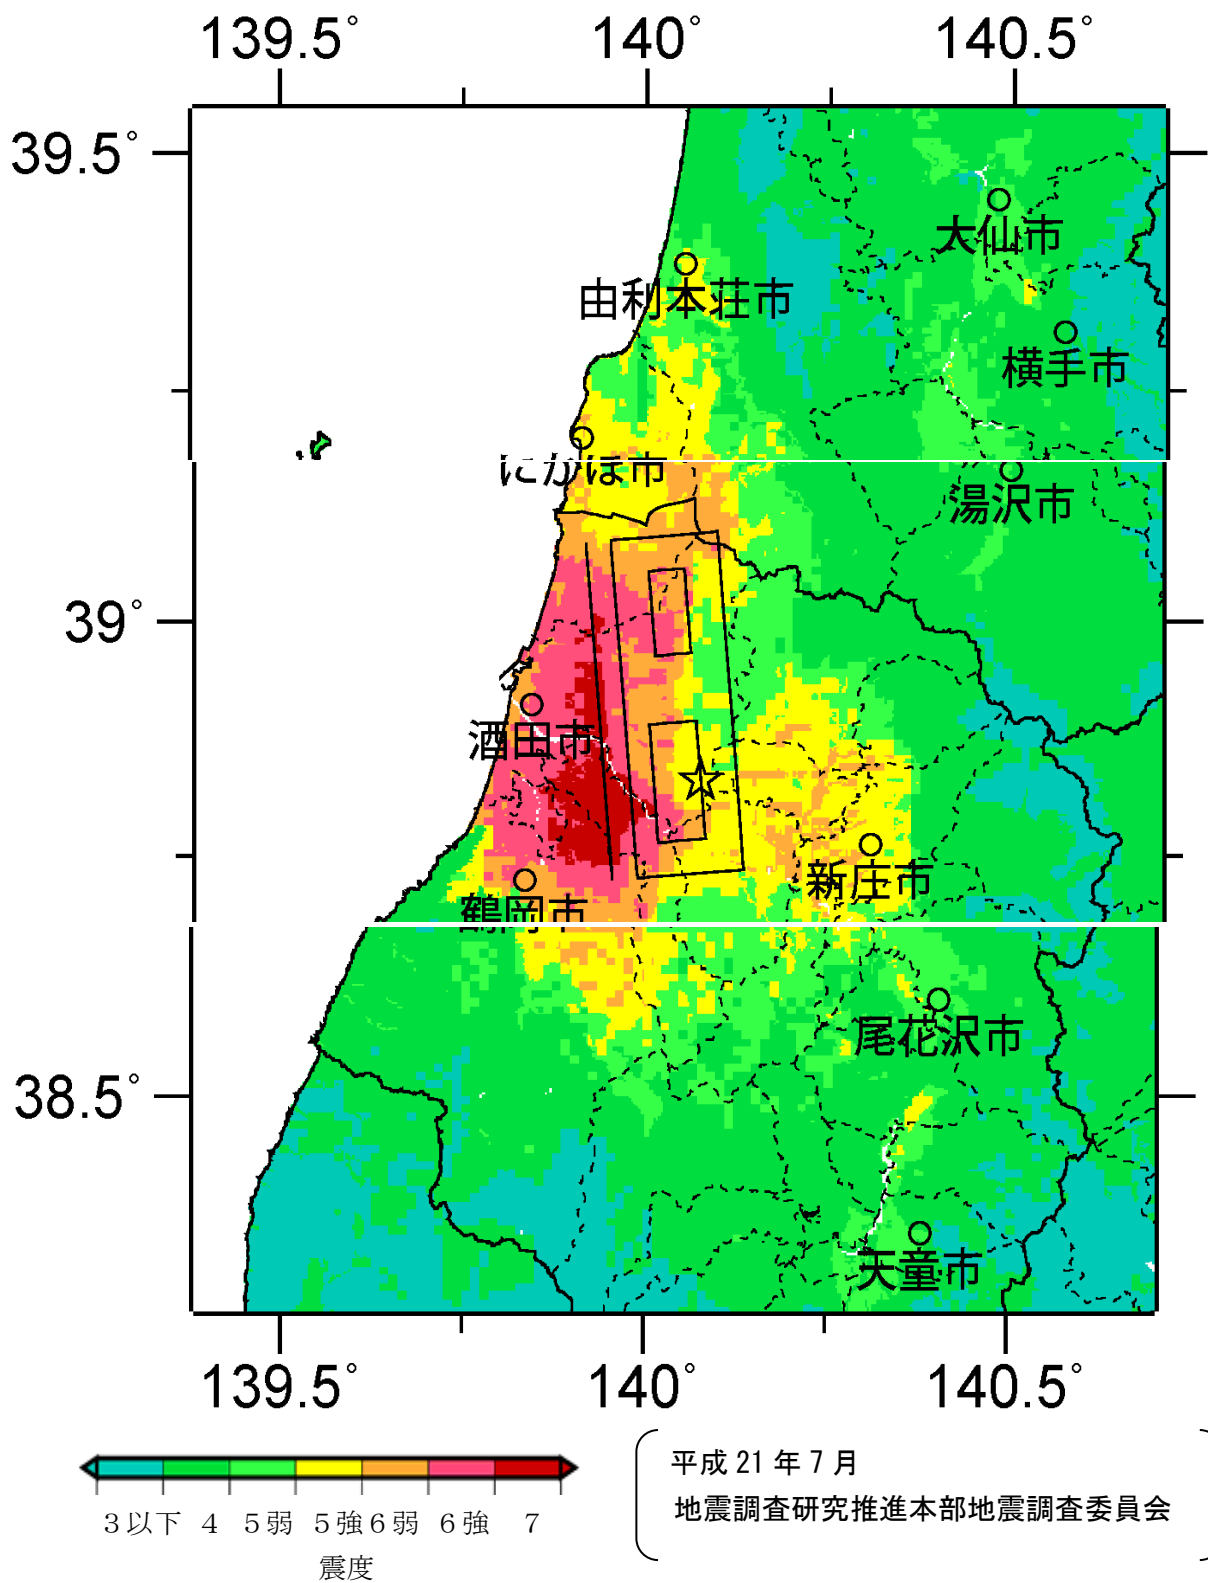 139.5° 140° 140.5°
39.5°
大仙市
由利本荘市
横手市
にかほ市
湯沢市
39°
酒田市
新庄市
鶴岡市
尾花沢市
38.5°
天童市
139.5° 140° 140.5°
平成 21 年 7 月
地震調査研究推進本部地震調査委員会
３以下 4 ５弱 ５強 6弱 ６強 7
震度